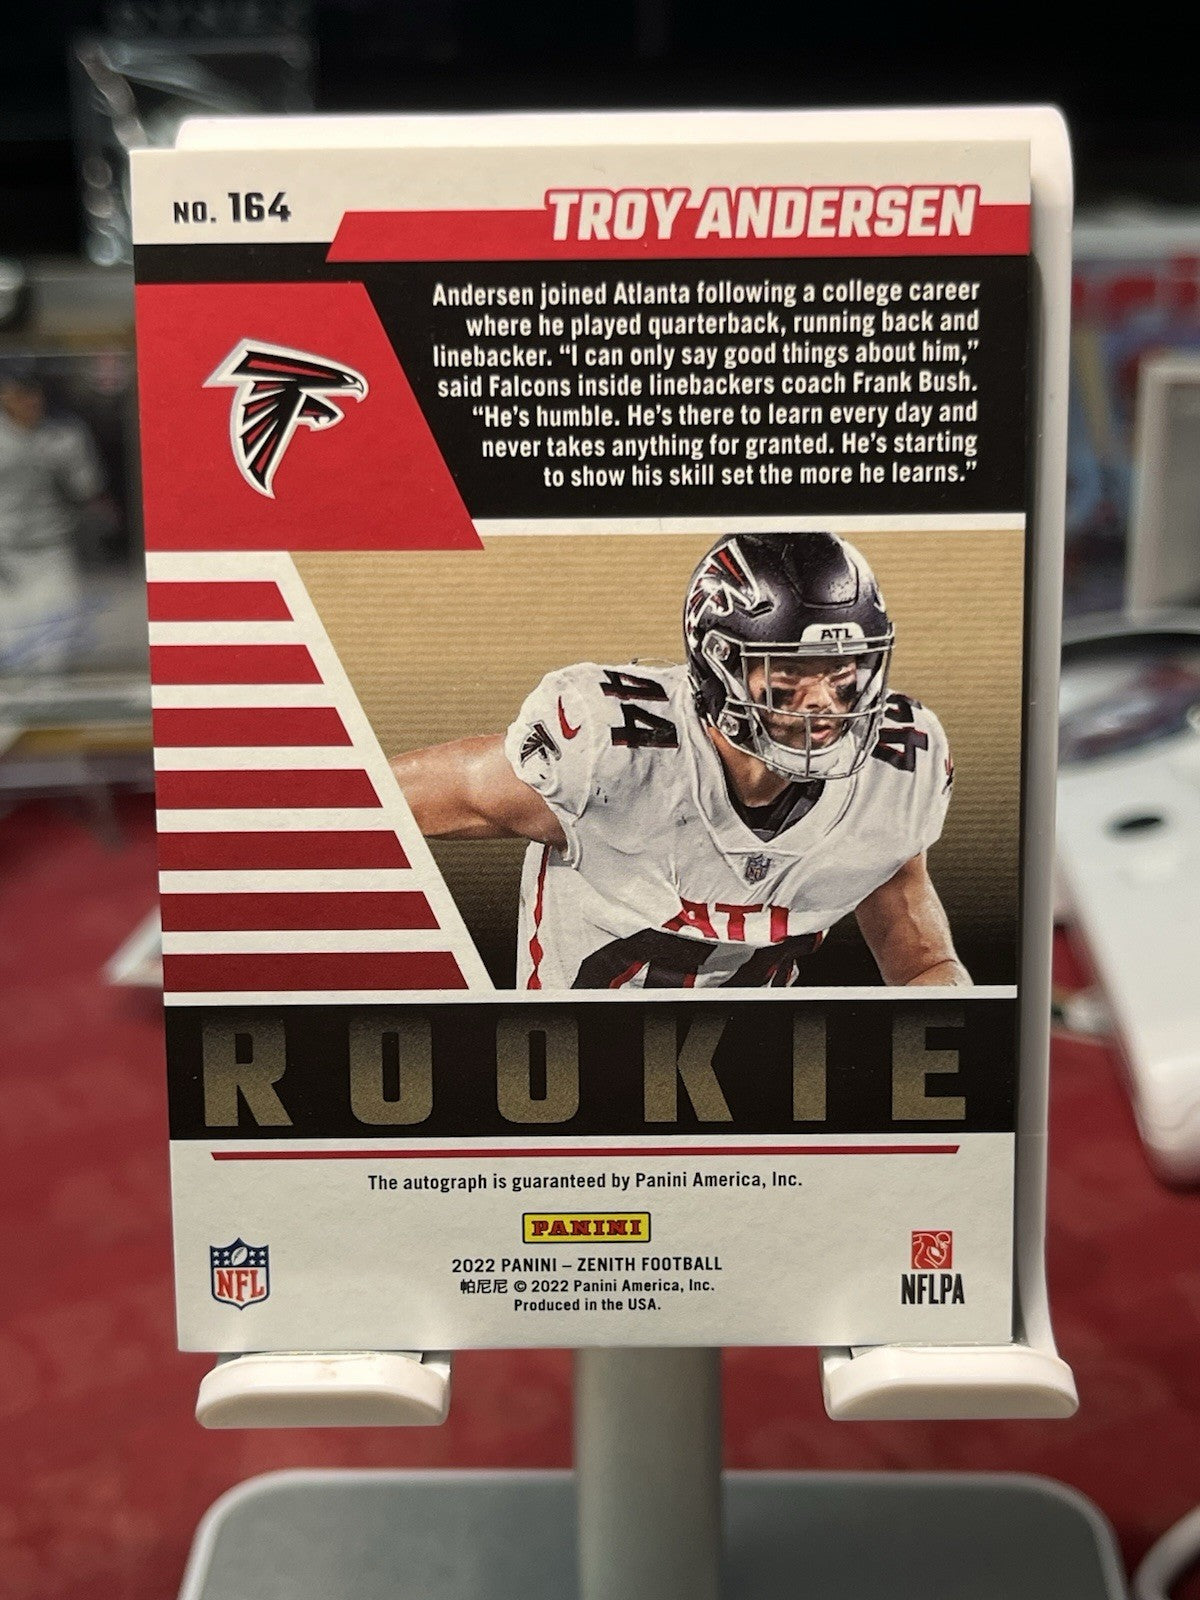 NO. 164
TROY ANDERSEN
Andersen joined Atlanta following a college career
where he played quarterback, running back and
linebacker. “I can only say good things about him,”
said Falcons inside linebackers coach Frank Bush.
“He’s humble. He’s there to learn every day and
never takes anything for granted. He’s starting
to show his skill set the more he learns.”
ATL
44
44
NFL
ATL
44
ROOKIE
The autograph is guaranteed by Panini America, Inc.
PANINI
NFL
2022 PANINI – ZENITH FOOTBALL
帕尼尼 © 2022 Panini America, Inc.
Produced in the USA.
NFLPA